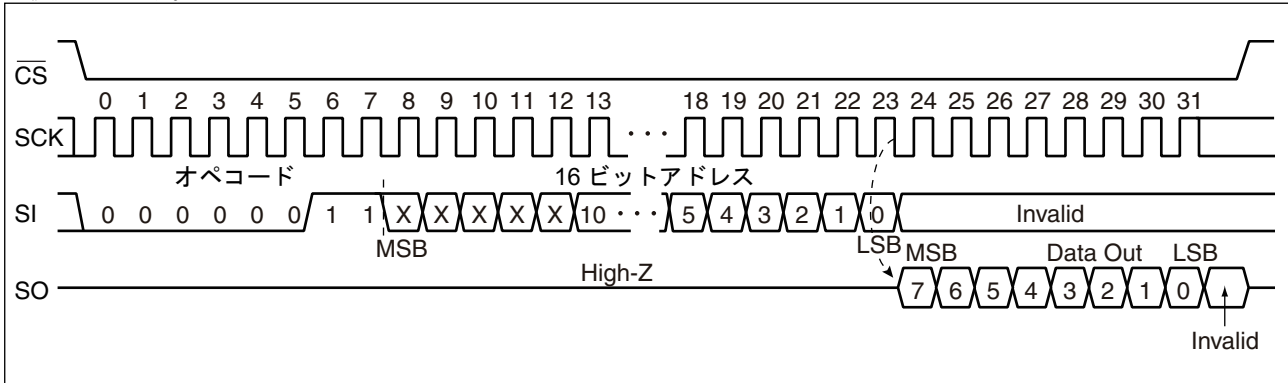 CS
0 1 2 3 4 5 6 7 8 9 10 11 12 13 18 19 20 21 22 23 24 25 26 27 28 29 30 31
SCK ···
オペコード 16 ビットアドレス
SI 0 0 0 0 0 0 1 1 X X X X X 10 ··· 5 4 3 2 1 0 Invalid
MSB LSB MSB Data Out LSB
High-Z
SO 7 6 5 4 3 2 1 0
Invalid